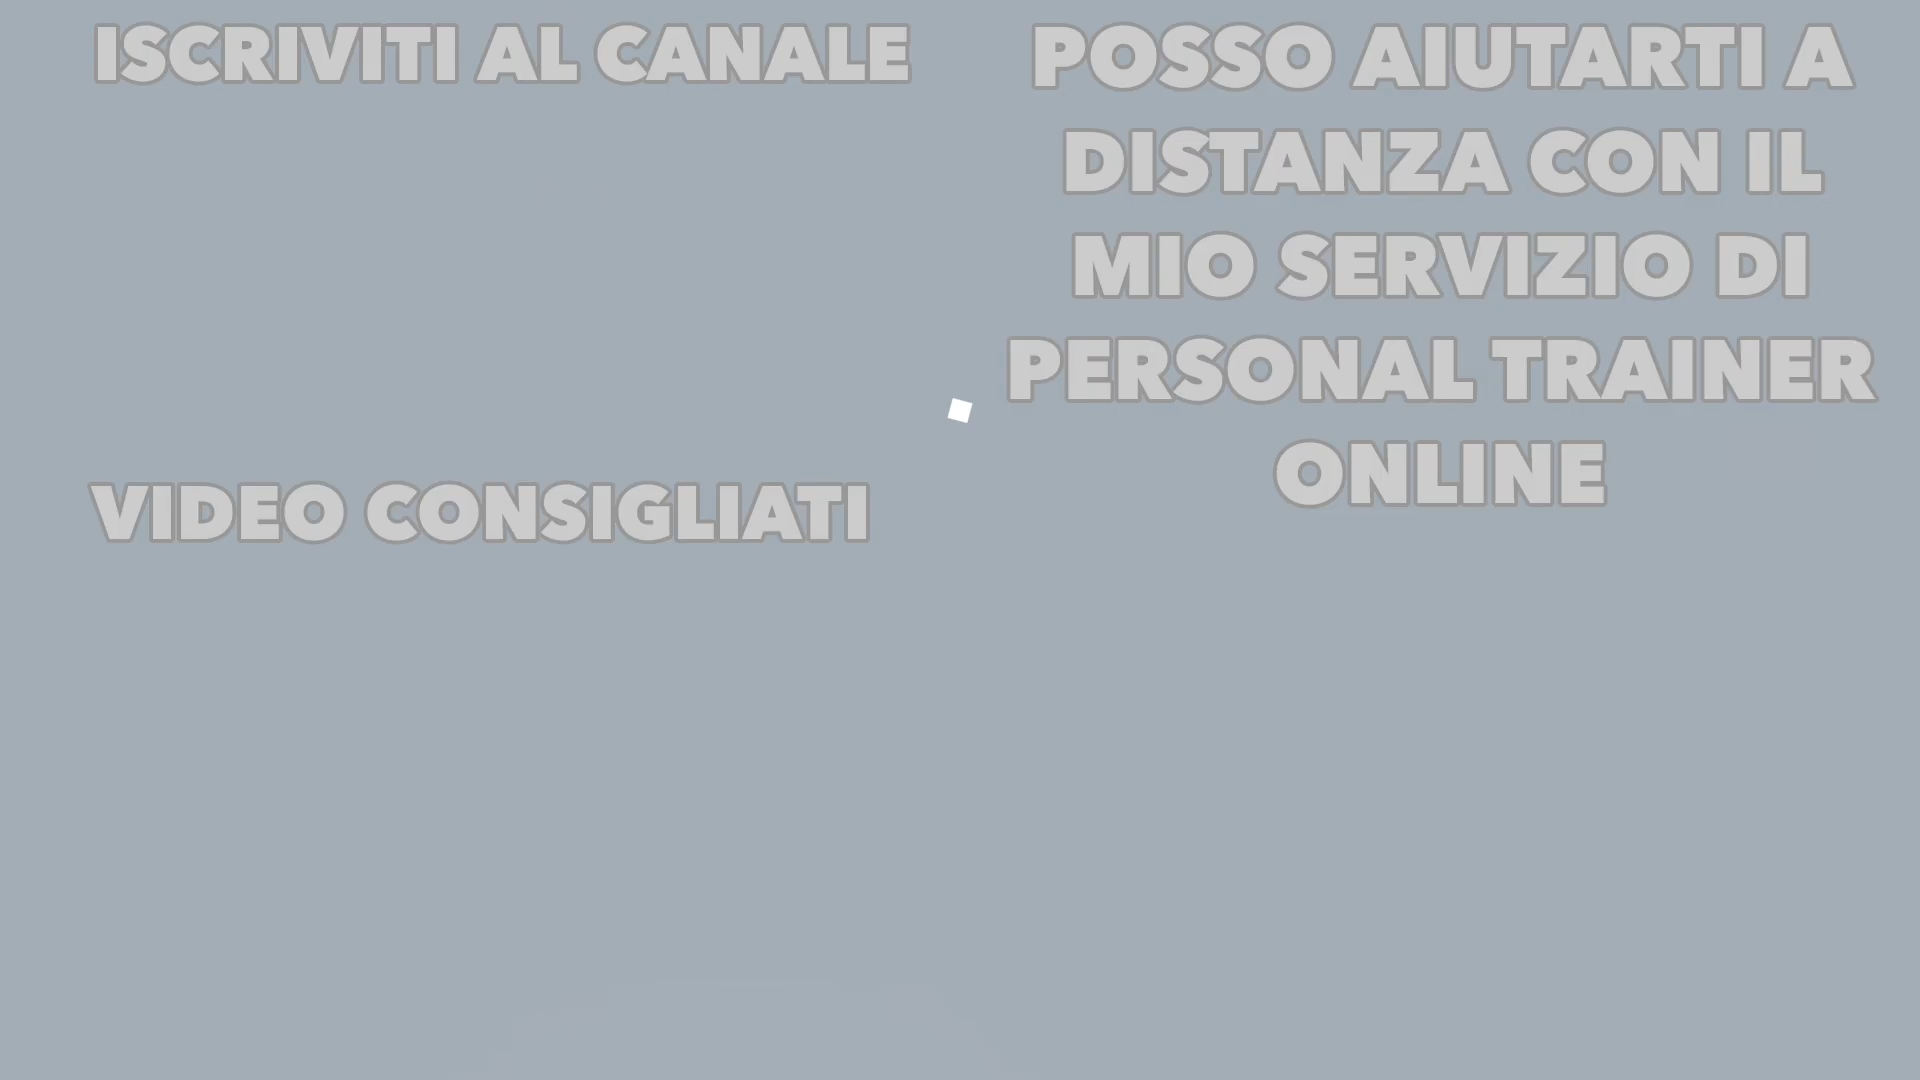 ISCRIVITI AL CANALE
VIDEO CONSIGLIATI
POSSO AIUTARTI A
DISTANZA CON IL
MIO SERVIZIO DI
PERSONAL TRAINER
ONLINE